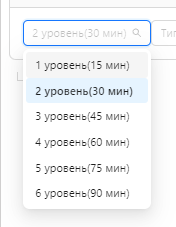 2 уровень(30 мин) Тип
1 уровень(15 мин)
2 уровень(30 мин)
3 уровень(45 мин)
4 уровень(60 мин)
5 уровень(75 мин)
6 уровень(90 мин)